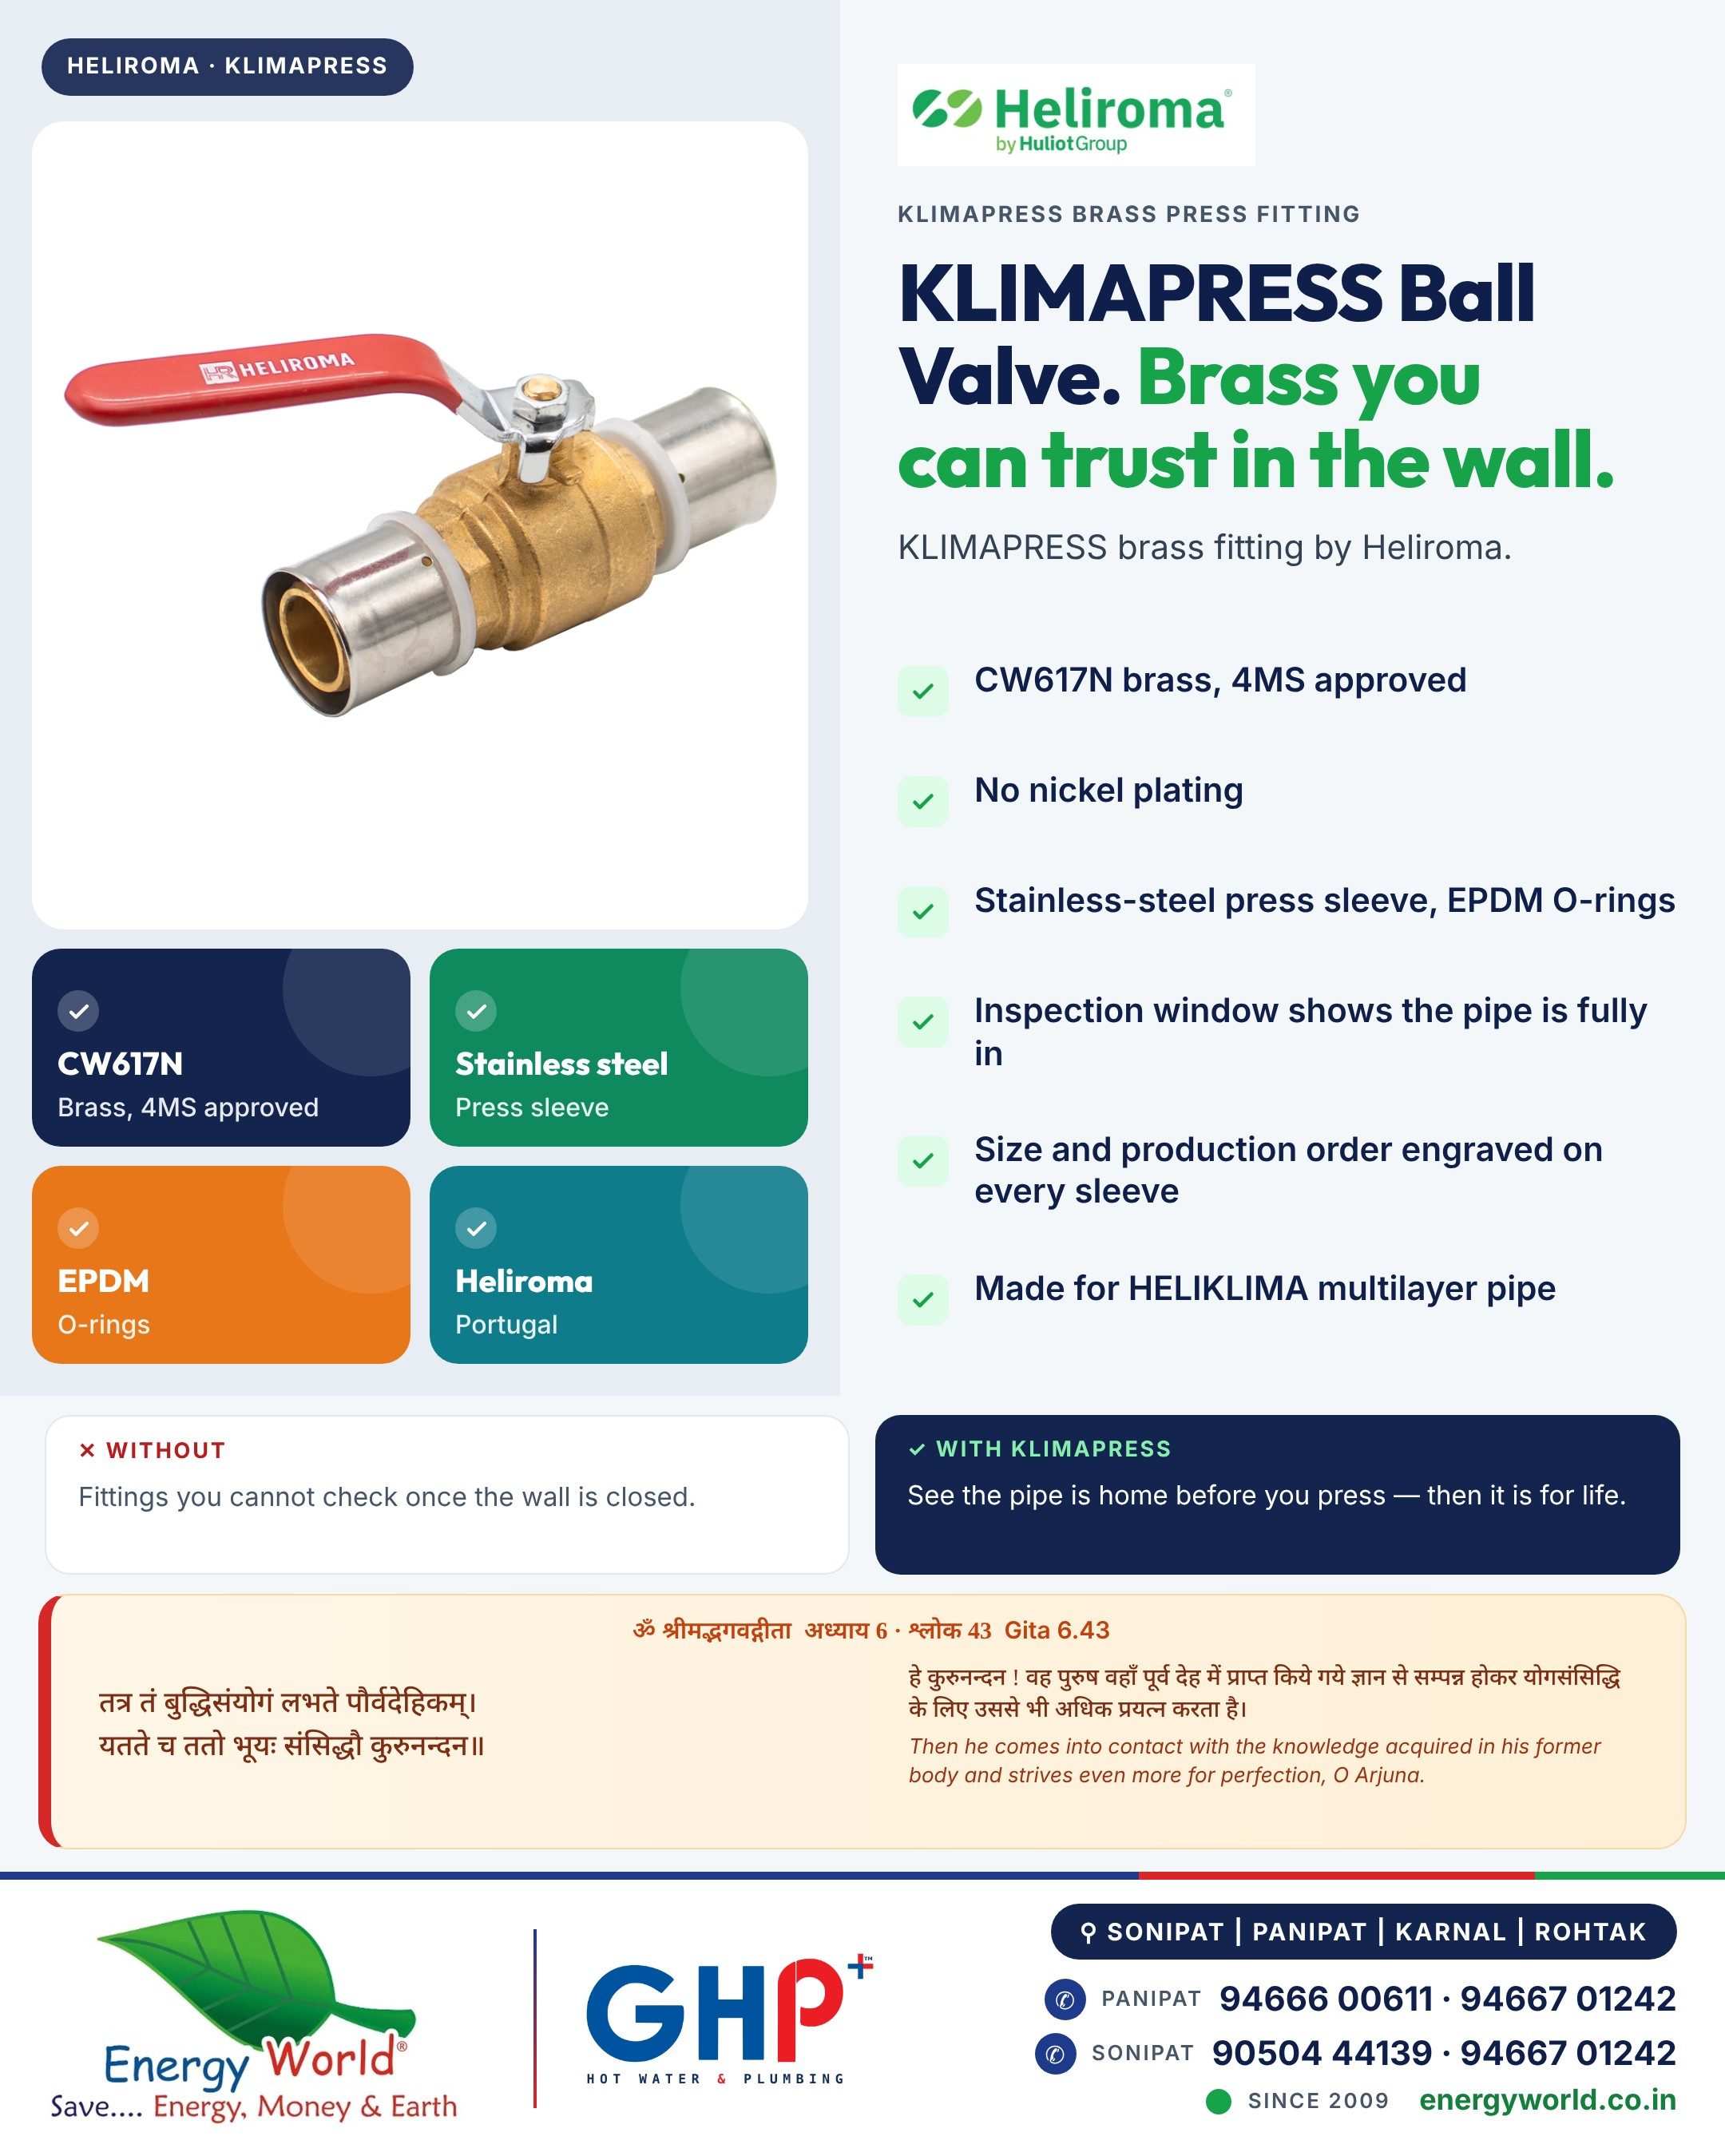 HELIROMA · KLIMAPRESS
HR HELIROMA
CW617N
Brass, 4MS approved
Stainless steel
Press sleeve
EPDM
O-rings
Heliroma
Portugal
Heliroma®
by HuliotGroup
KLIMAPRESS BRASS PRESS FITTING
KLIMAPRESS Ball
Valve. Brass you
can trust in the wall.
KLIMAPRESS brass fitting by Heliroma.
CW617N brass, 4MS approved
No nickel plating
Stainless-steel press sleeve, EPDM O-rings
Inspection window shows the pipe is fully
in
Size and production order engraved on
every sleeve
Made for HELIKLIMA multilayer pipe
✕ WITHOUT
Fittings you cannot check once the wall is closed.
✓ WITH KLIMAPRESS
See the pipe is home before you press — then it is for life.
ॐ श्रीमद्भगवद्गीता अध्याय 6 · श्लोक 43 Gita 6.43
तत्र तं बुद्धिसंयोगं लभते पौर्वदेहिकम्।
यतते च ततो भूयः संसिद्धौ कुरुनन्दन॥
हे कुरुनन्दन ! वह पुरुष वहाँ पूर्व देह में प्राप्त किये गये ज्ञान से सम्पन्न होकर योगसंसिद्धि
के लिए उससे भी अधिक प्रयत्न करता है।
Then he comes into contact with the knowledge acquired in his former
body and strives even more for perfection, O Arjuna.
Energy World®
Save.... Energy, Money & Earth
GHP+™
HOT WATER & PLUMBING
SONIPAT | PANIPAT | KARNAL | ROHTAK
PANIPAT 94666 00611 · 94667 01242
SONIPAT 90504 44139 · 94667 01242
SINCE 2009 energyworld.co.in